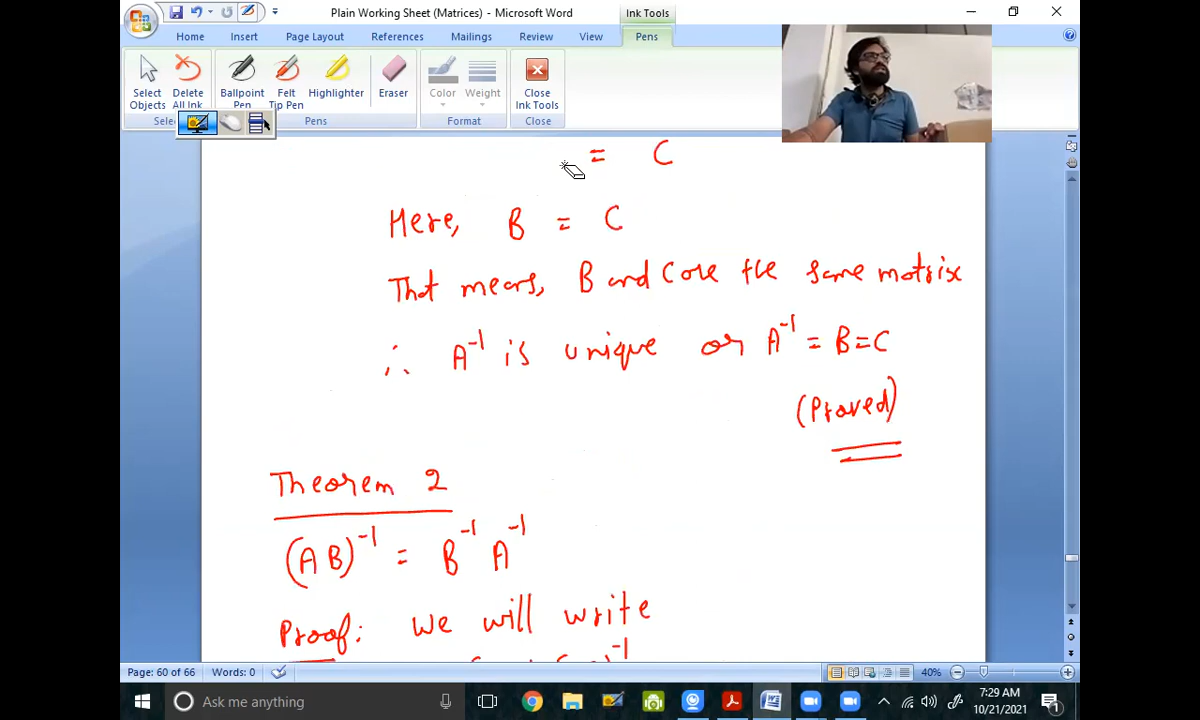 Plain Working Sheet (Matrices) - Microsoft Word
Ink Tools
Home Insert Page Layout References Mailings Review View Pens
Select Objects
Delete All Ink
Ballpoint Pen
Felt Tip Pen
Highlighter
Eraser
Color
Weight
Close Ink Tools
Selec Pens Format Close
= C
Here, B = C
That means, B and C are the same matrix
∴ A⁻¹ is unique or A⁻¹ = B = C
(Proved)
Theorem 2
(AB)⁻¹ = B⁻¹ A⁻¹
Proof: we will write
Page: 60 of 66 Words: 0 40%
Ask me anything
7:29 AM
10/21/2021
1